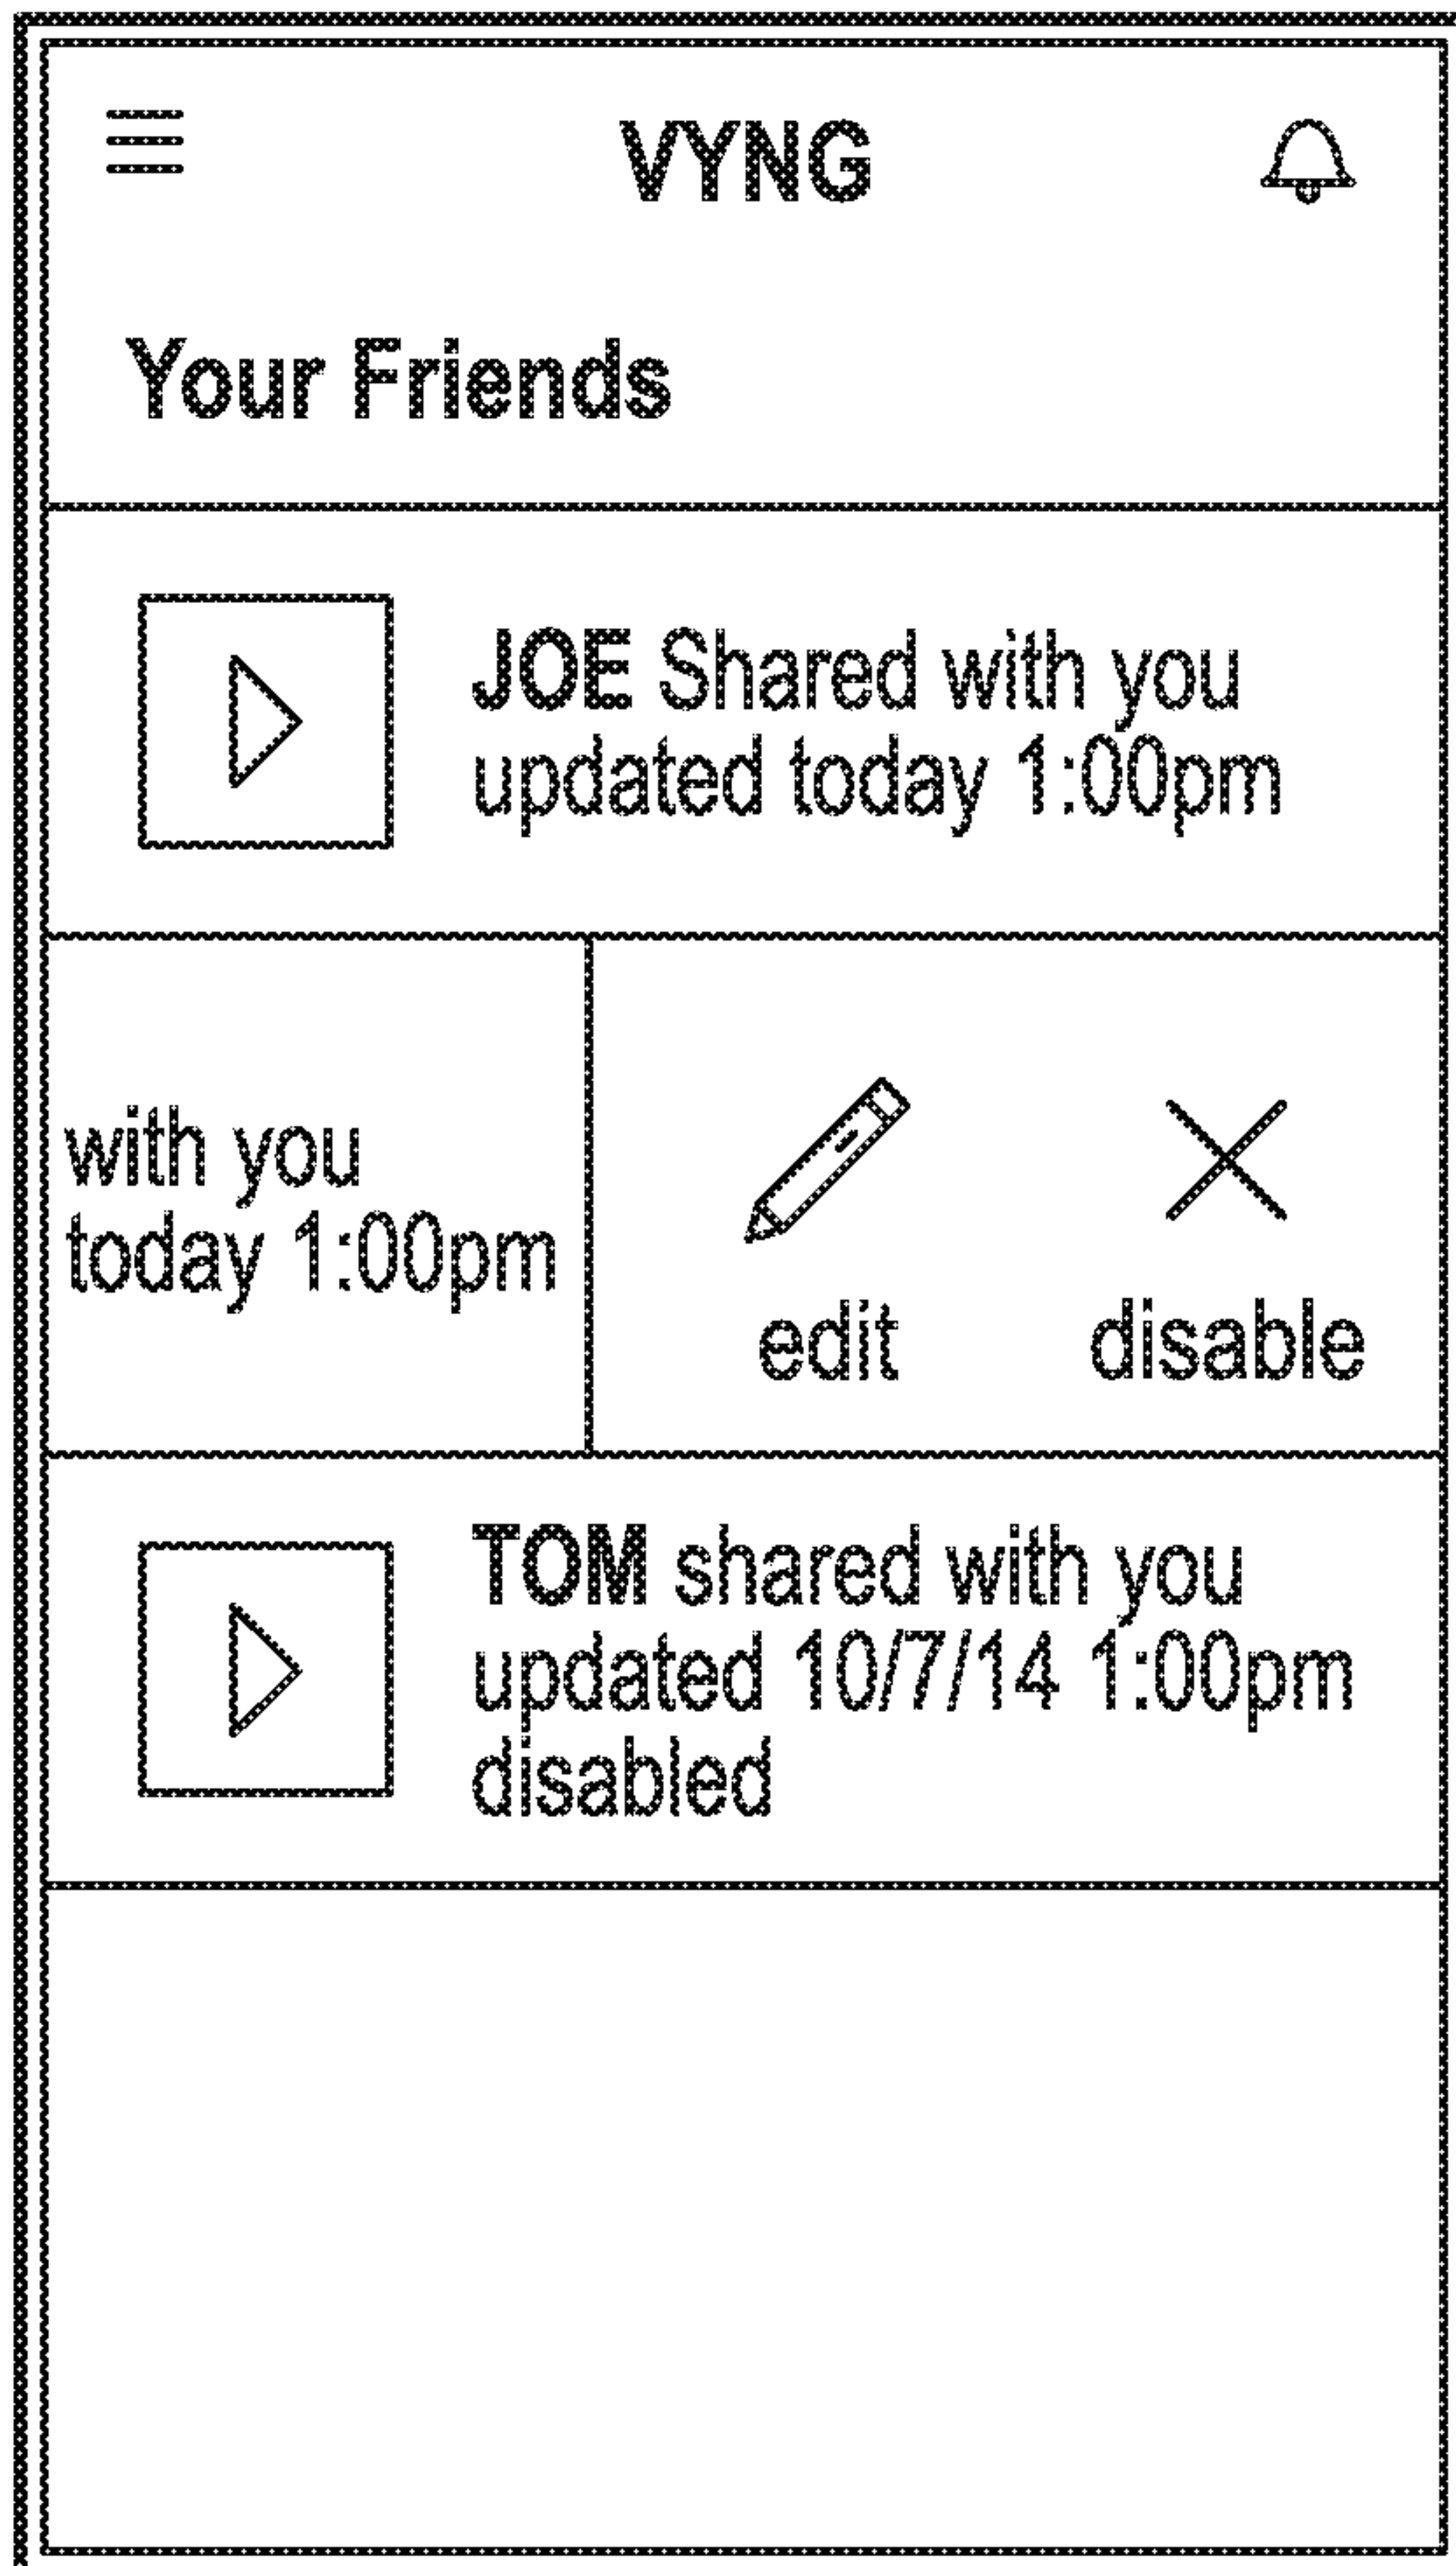 VYNG
Your Friends
JOE Shared with you
updated today 1:00pm
with you
today 1:00pm
edit
disable
TOM shared with you
updated 10/7/14 1:00pm
disabled